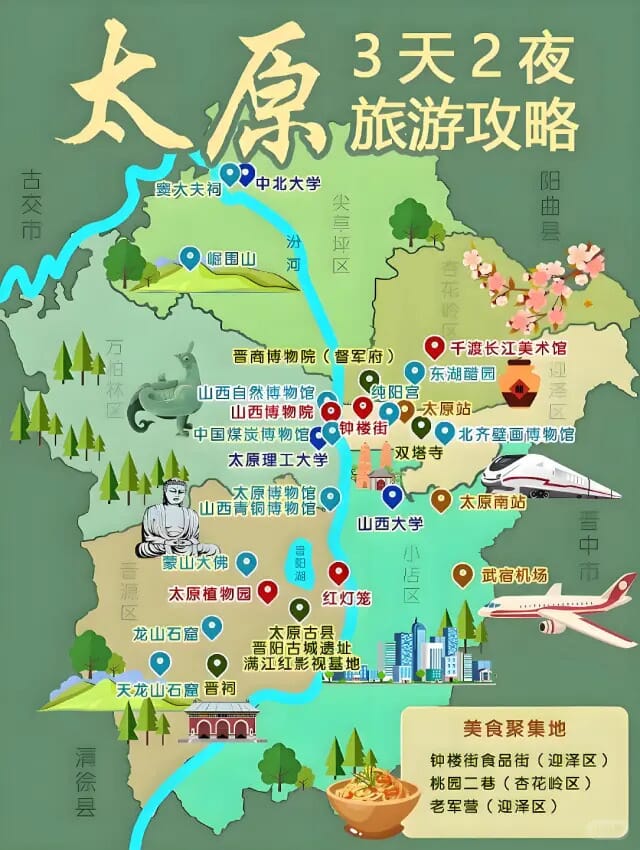 太原
3天2夜
旅游攻略
古交市
阳曲县
窦大夫祠
中北大学
尖草坪区
汾河
崛围山
杏花岭区
万柏林区
晋商博物院（督军府）
千渡长江美术馆
东湖醋园
迎泽区
山西自然博物馆
纯阳宫
山西博物院
太原站
中国煤炭博物馆
钟楼街
北齐壁画博物馆
太原理工大学
双塔寺
太原博物馆
山西青铜博物馆
山西大学
太原南站
晋中市
蒙山大佛
晋阳湖
小店区
武宿机场
晋源区
太原植物园
红灯笼
龙山石窟
太原古县
晋阳古城遗址
满江红影视基地
天龙山石窟
晋祠
清徐县
美食聚集地
钟楼街食品街（迎泽区）
桃园二巷（杏花岭区）
老军营（迎泽区）